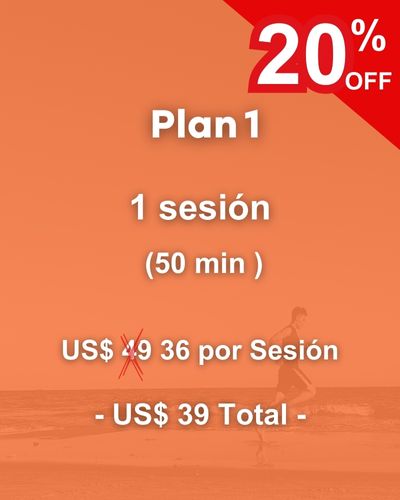 20%
OFF
Plan 1
1 sesión
(50 min )
US$ 49 36 por Sesión
- US$ 39 Total -